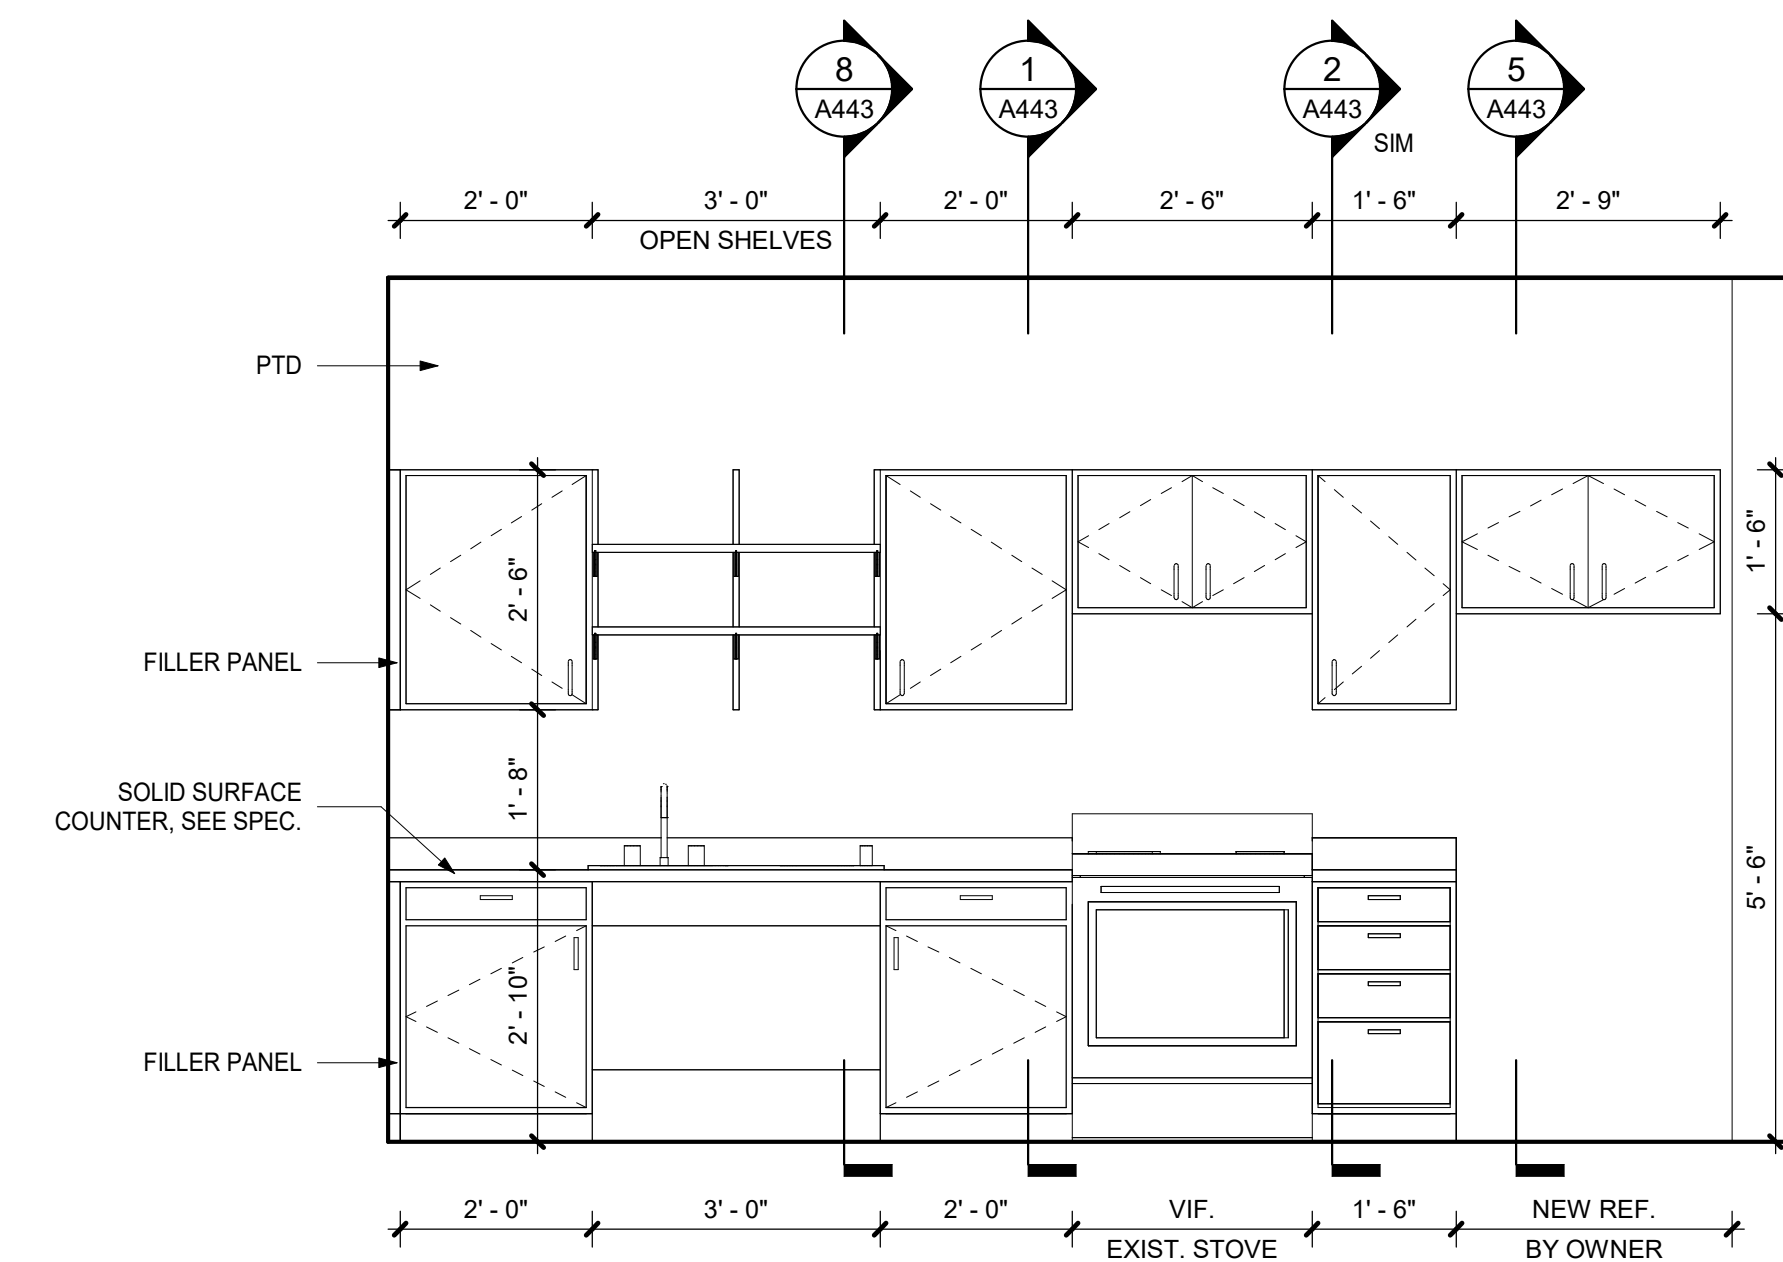 8 1 2 5
A443 A443 A443 A443
SIM
2' - 0" 3' - 0" 2' - 0" 2' - 6" 1' - 6" 2' - 9"
OPEN SHELVES
PTD
1' - 6"
2' - 6"
FILLER PANEL
1' - 8"
SOLID SURFACE
COUNTER, SEE SPEC.
5' - 6"
2' - 10"
FILLER PANEL
2' - 0" 3' - 0" 2' - 0" VIF. 1' - 6" NEW REF.
EXIST. STOVE BY OWNER